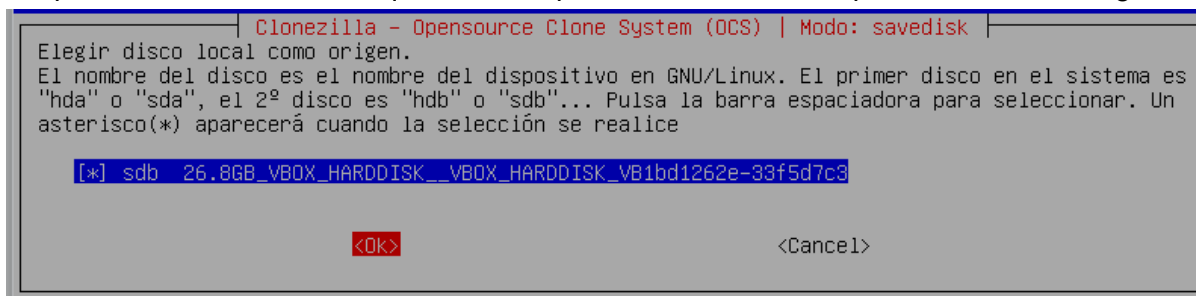 Clonezilla - Opensource Clone System (OCS) | Modo: savedisk
Elegir disco local como origen.
El nombre del disco es el nombre del dispositivo en GNU/Linux. El primer disco en el sistema es
"hda" o "sda", el 2º disco es "hdb" o "sdb"... Pulsa la barra espaciadora para seleccionar. Un
asterisco(*) aparecerá cuando la selección se realice
[*] sdb 26.8GB_VBOX_HARDDISK__VBOX_HARDDISK_VB1bd1262e-33f5d7c3
<Ok> <Cancel>